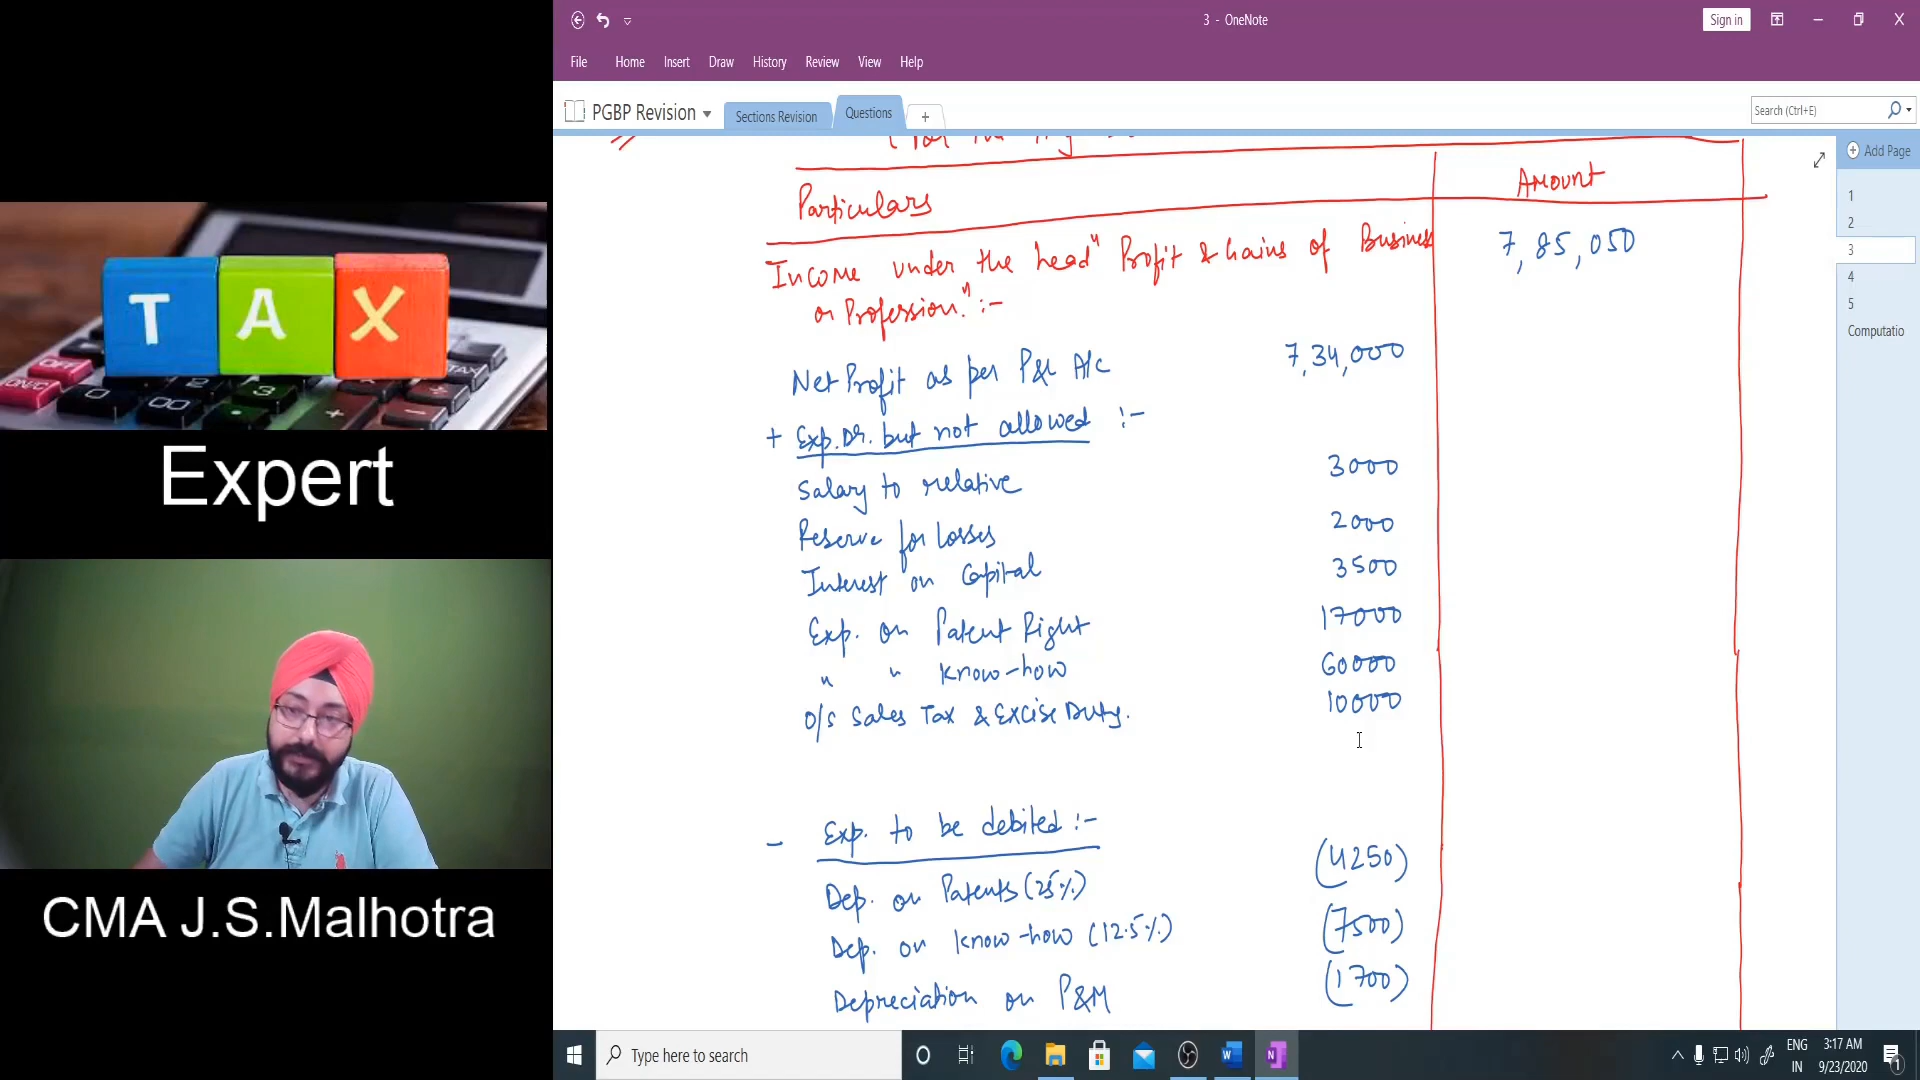 3 - OneNote
Sign in
File Home Insert Draw History Review View Help
PGBP Revision
Sections Revision
Questions
+
Search (Ctrl+E)
Add Page
1
2
3
4
5
Computatio
Particulars
Amount
Income under the head "Profit & Gains of Business
or Profession" :-
7,85,050
Net Profit as per P&L A/c 7,34,000
+ Exp. Dr. but not allowed :-
Salary to relative 3000
Reserve for losses 2000
Interest on Capital 3500
Exp. on Patent Right 17000
" " Know-how 60000
O/S Sales Tax & Excise Duty. 10000
- Exp. to be debited :-
Dep. on Patents (25%) (4250)
Dep. on Know-how (12.5%) (7500)
Depreciation on P&M (1700)
T A X
Expert
CMA J.S.Malhotra
Type here to search
ENG
IN
3:17 AM
9/23/2020